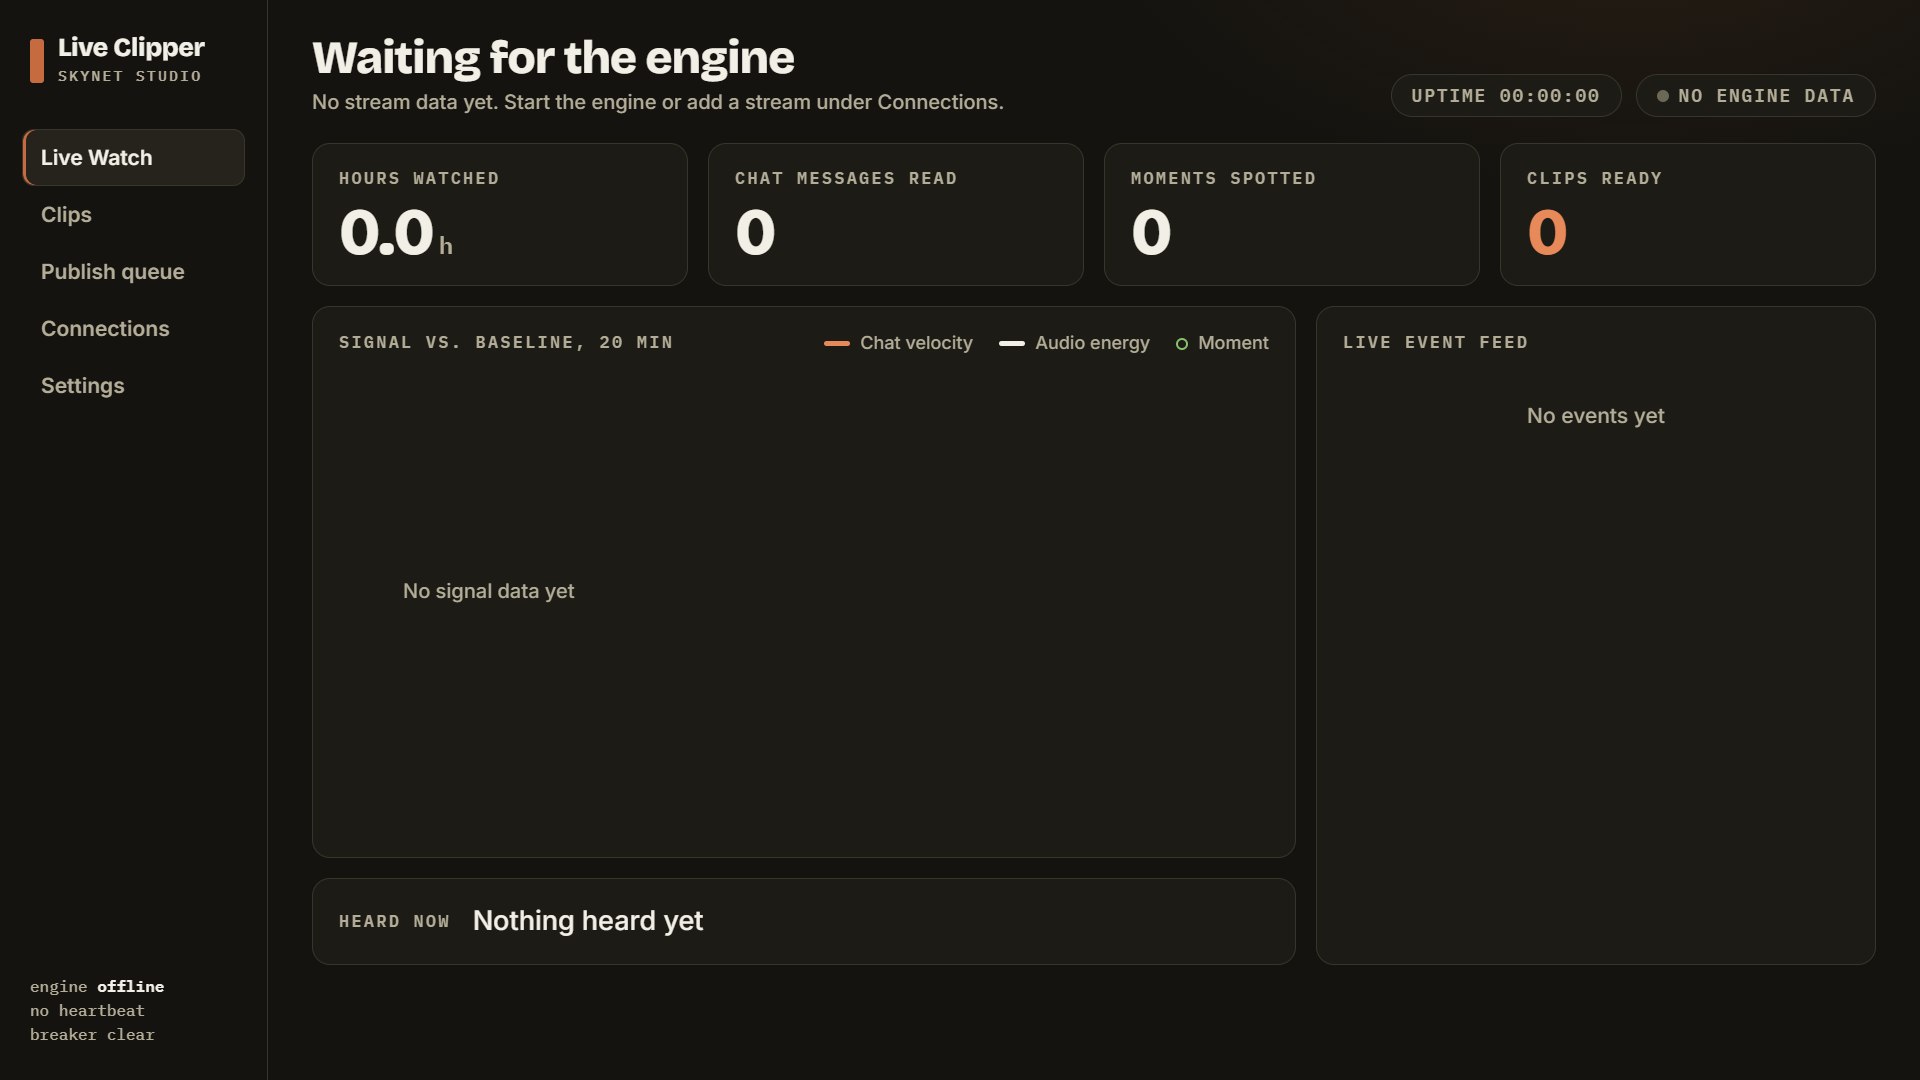 Live Clipper
SKYNET STUDIO
Live Watch
Clips
Publish queue
Connections
Settings
engine offline
no heartbeat
breaker clear
Waiting for the engine
No stream data yet. Start the engine or add a stream under Connections.
UPTIME 00:00:00
NO ENGINE DATA
HOURS WATCHED
0.0 h
CHAT MESSAGES READ
0
MOMENTS SPOTTED
0
CLIPS READY
0
SIGNAL VS. BASELINE, 20 MIN
Chat velocity
Audio energy
Moment
No signal data yet
HEARD NOW
Nothing heard yet
LIVE EVENT FEED
No events yet